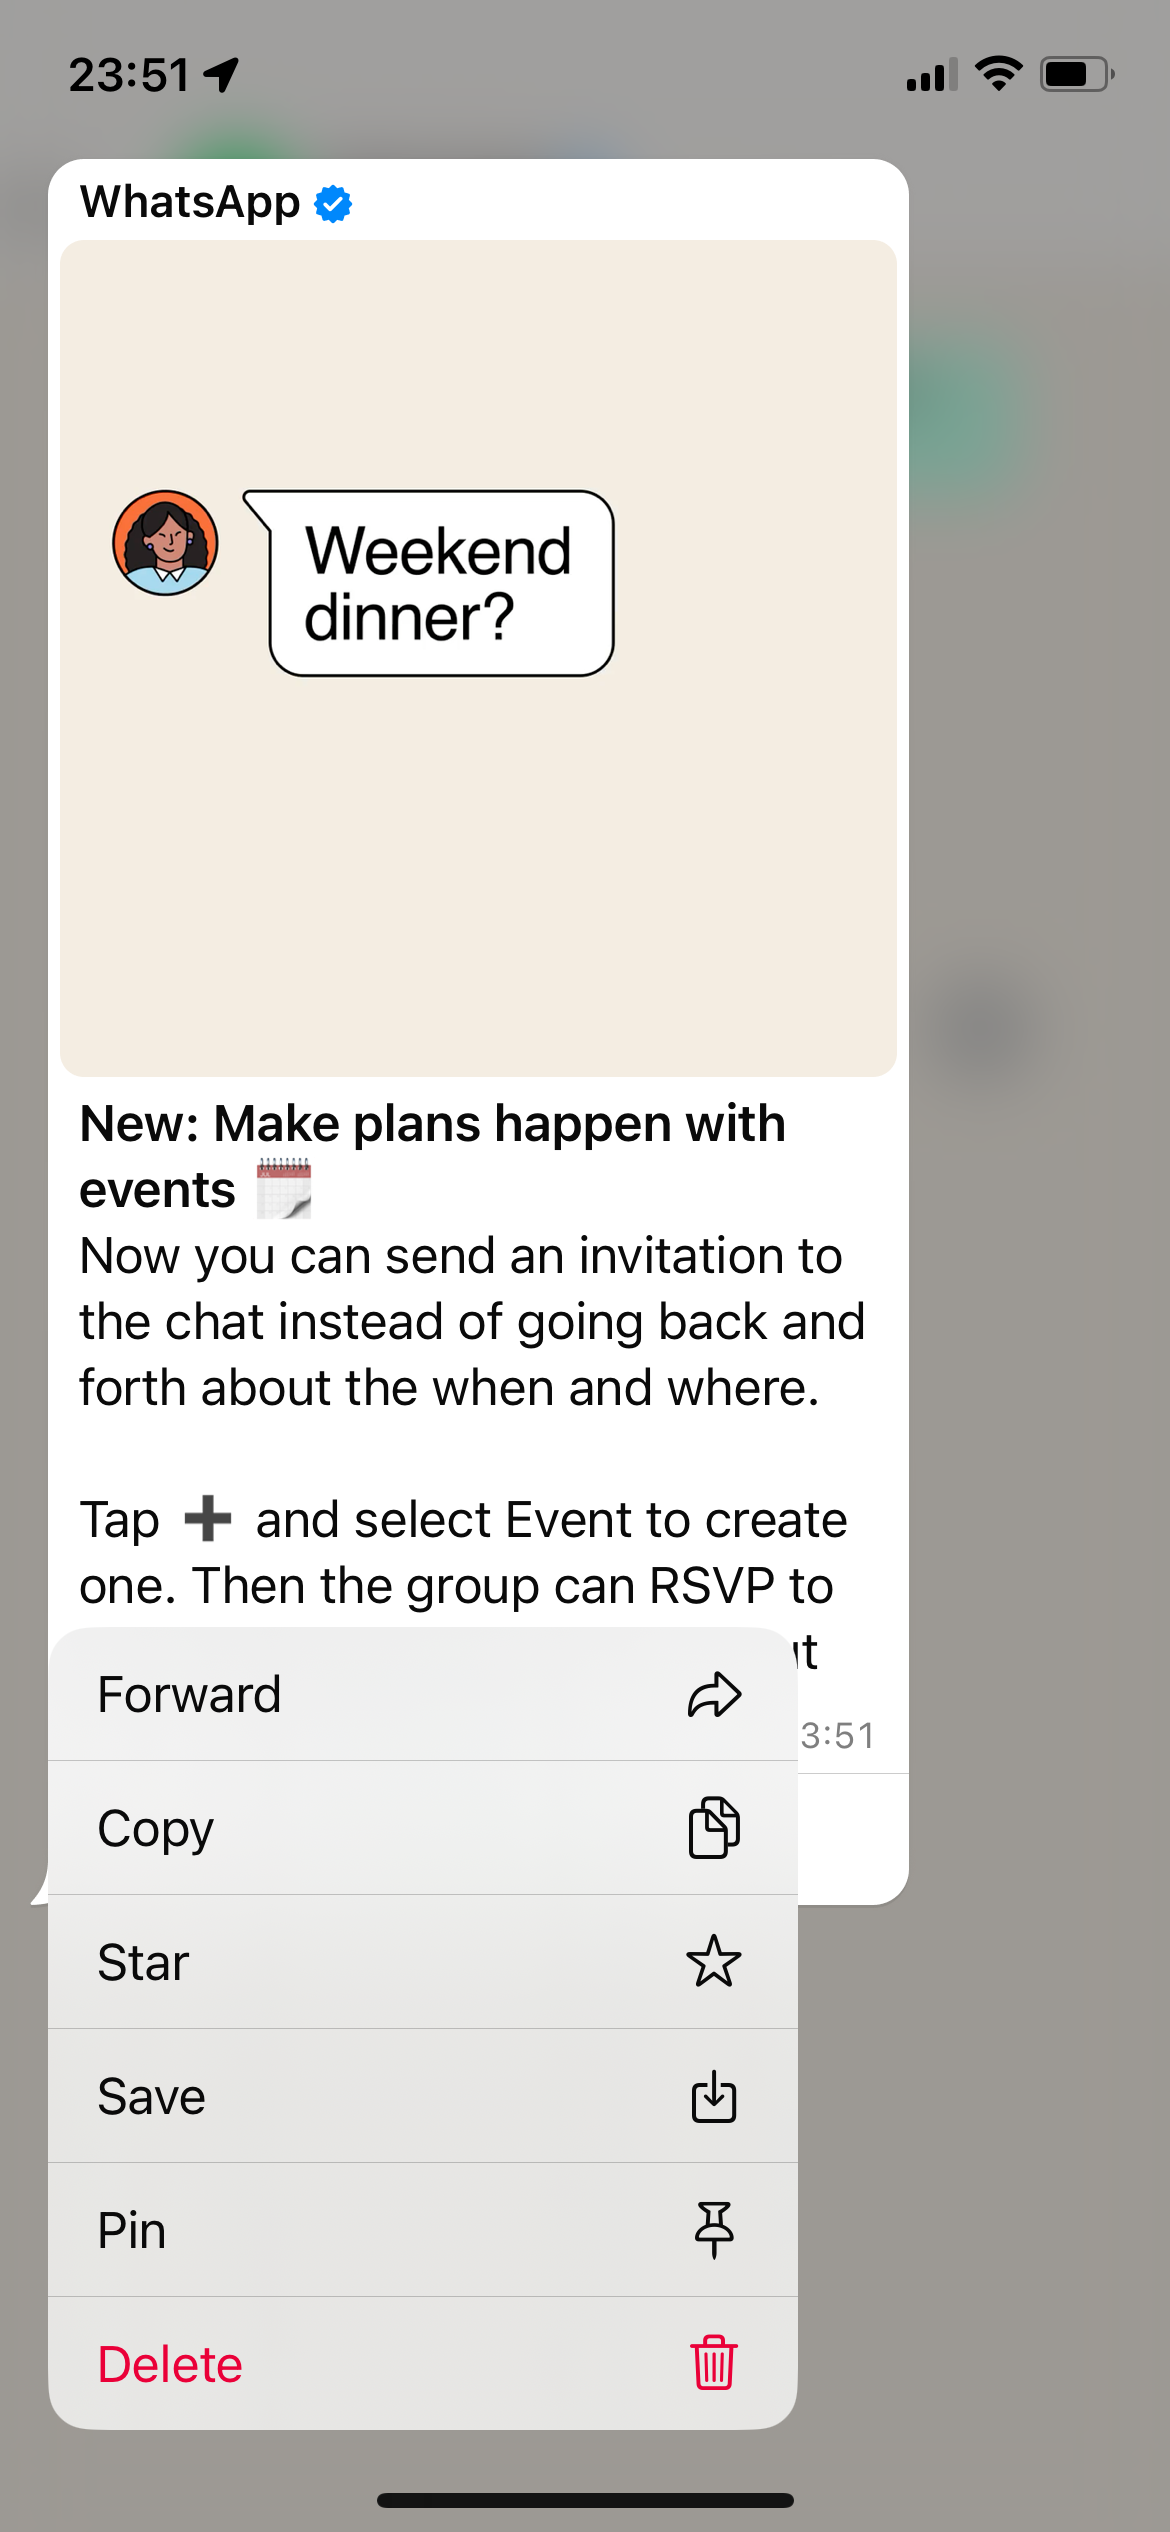 23:51
WhatsApp
Weekend
dinner?
New: Make plans happen with
events
Now you can send an invitation to
the chat instead of going back and
forth about the when and where.
Tap ➕ and select Event to create
one. Then the group can RSVP to
3:51
Forward
Copy
Star
Save
Pin
Delete